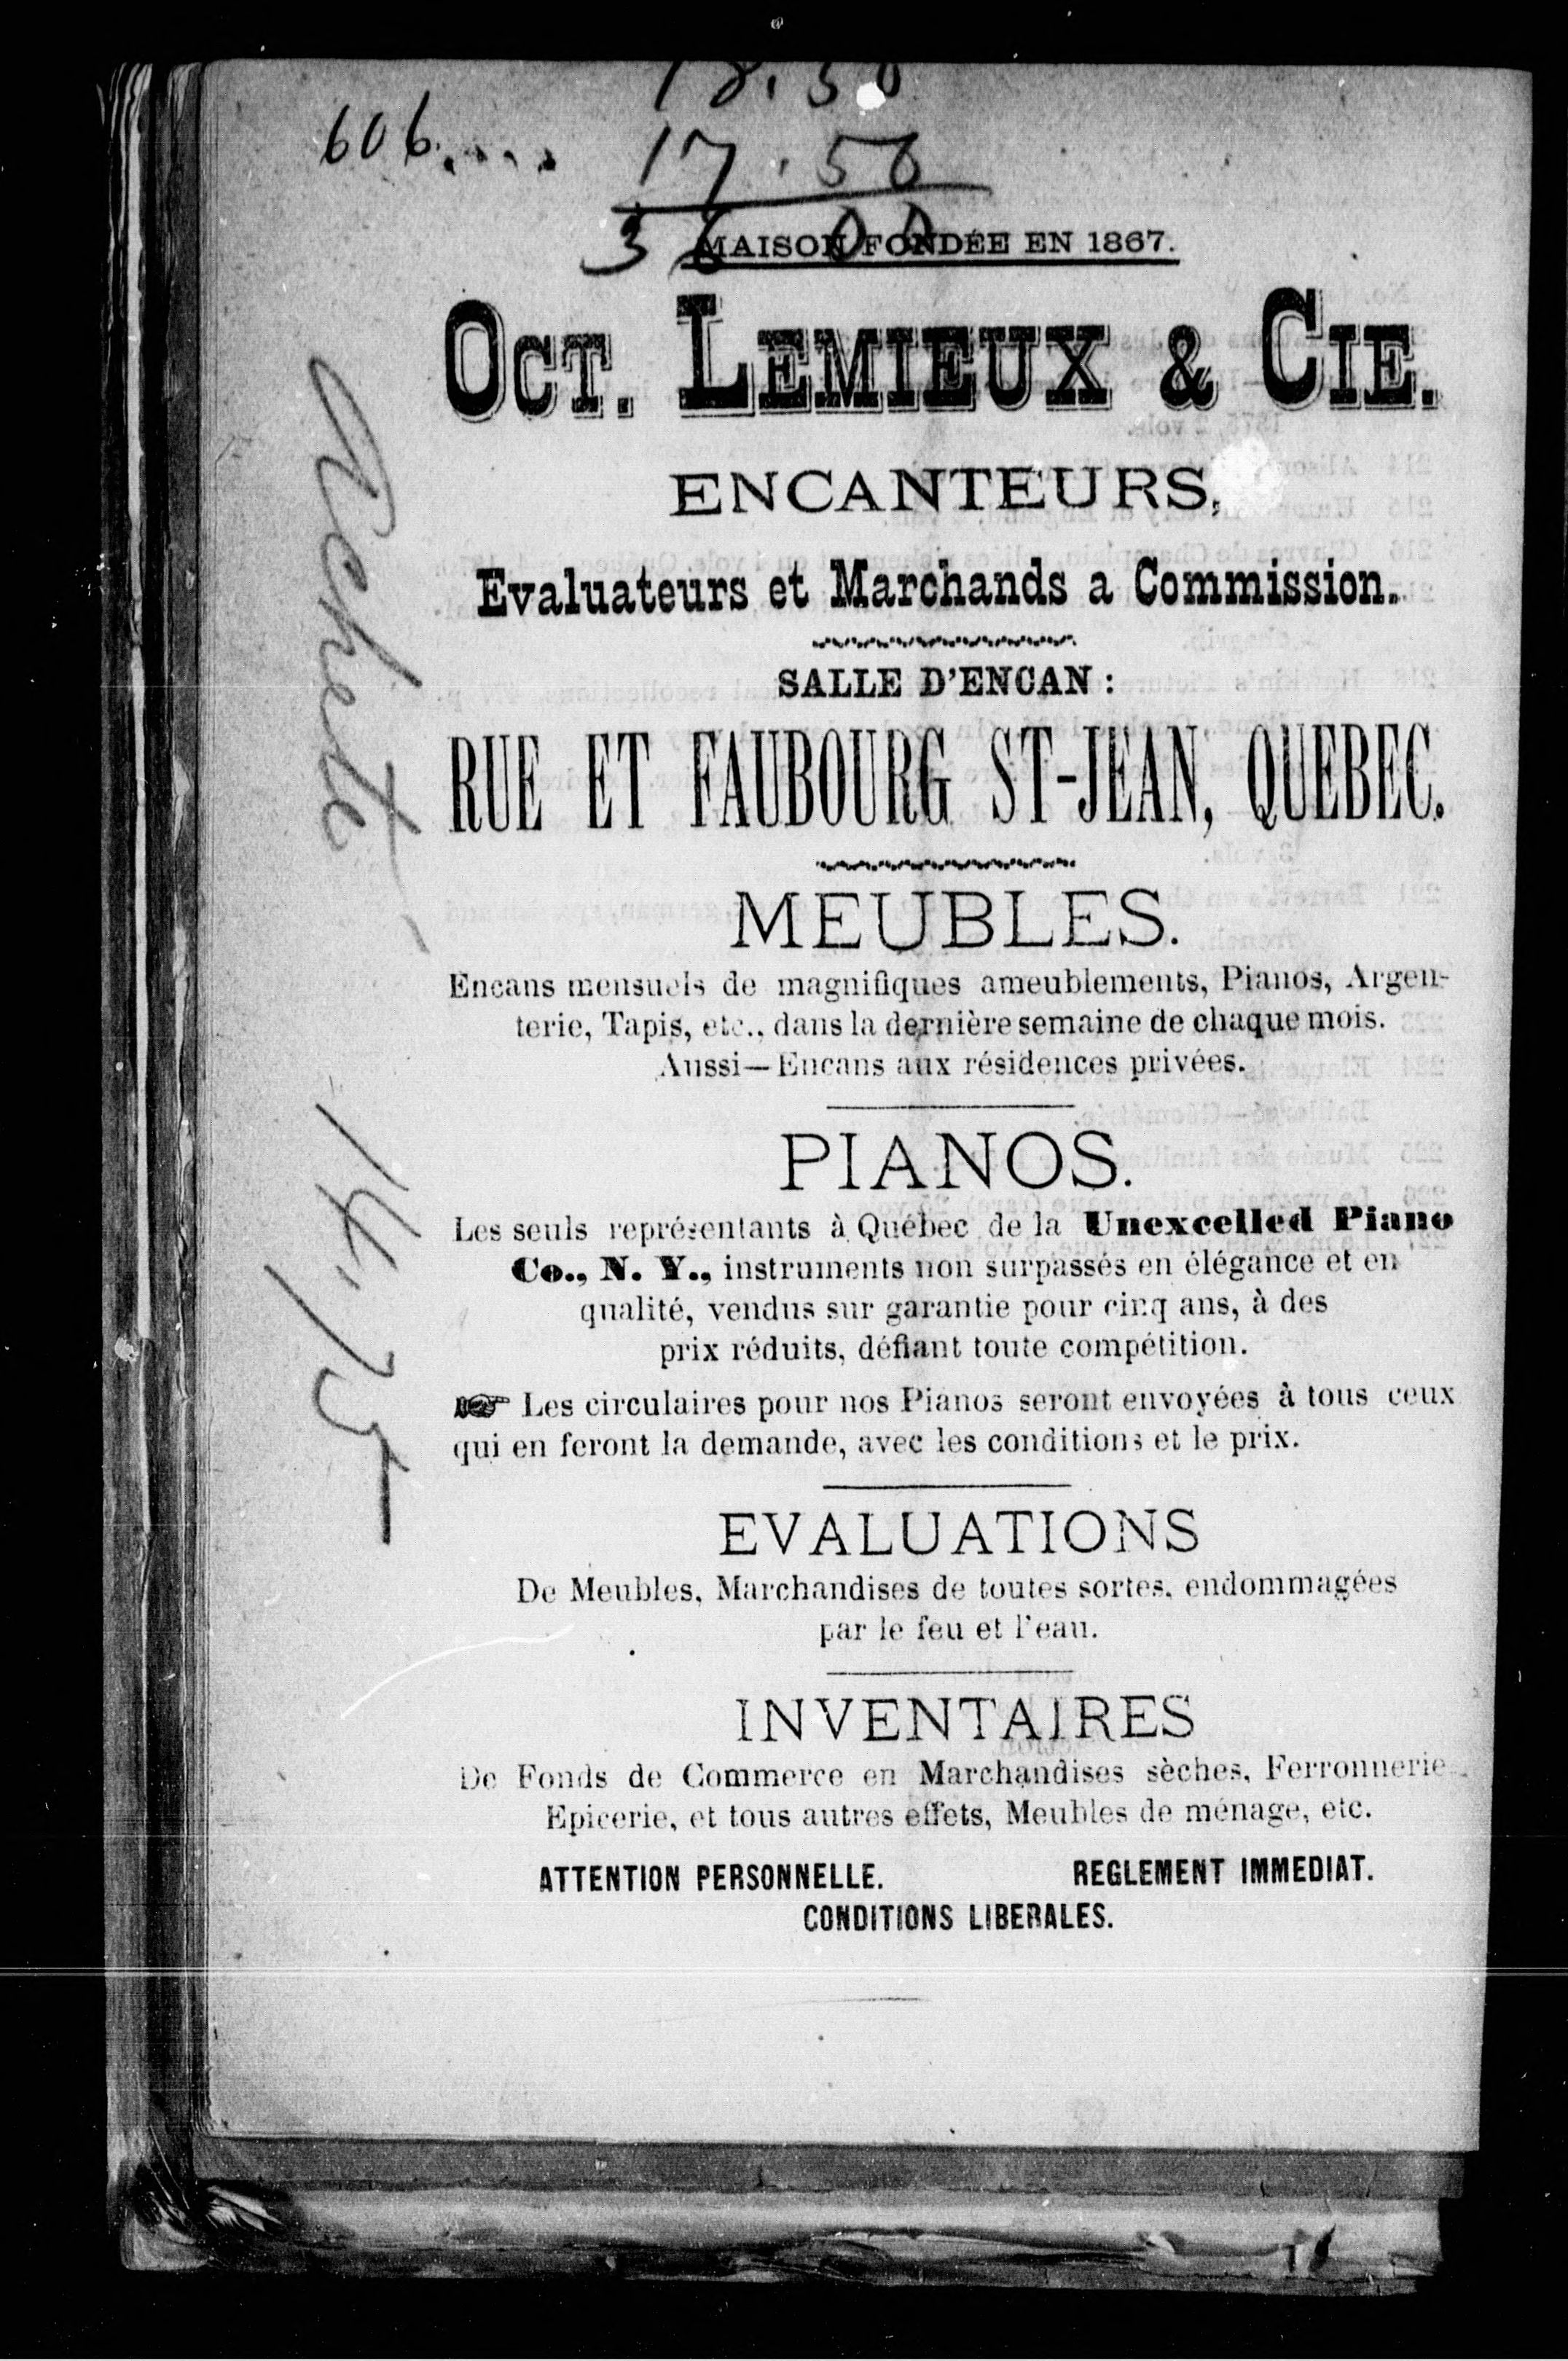 18.50
606....
17.50
36 00
MAISON FONDÉE EN 1867.
OCT. LEMIEUX & CIE.
ENCANTEURS,
Evaluateurs et Marchands a Commission.
SALLE D'ENCAN :
RUE ET FAUBOURG ST-JEAN, QUEBEC.
MEUBLES.
Encans mensuels de magnifiques ameublements, Pianos, Argen-
terie, Tapis, etc., dans la dernière semaine de chaque mois.
Aussi—Encans aux résidences privées.
PIANOS.
Les seuls représentants à Québec de la Unexcelled Piano
Co., N. Y., instruments non surpassés en élégance et en
qualité, vendus sur garantie pour cinq ans, à des
prix réduits, défiant toute compétition.
☞ Les circulaires pour nos Pianos seront envoyées à tous ceux
qui en feront la demande, avec les conditions et le prix.
EVALUATIONS
De Meubles, Marchandises de toutes sortes, endommagées
par le feu et l'eau.
INVENTAIRES
De Fonds de Commerce en Marchandises sèches, Ferronnerie
Epicerie, et tous autres effets, Meubles de ménage, etc.
ATTENTION PERSONNELLE. REGLEMENT IMMEDIAT.
CONDITIONS LIBERALES.
Acheté
14.75